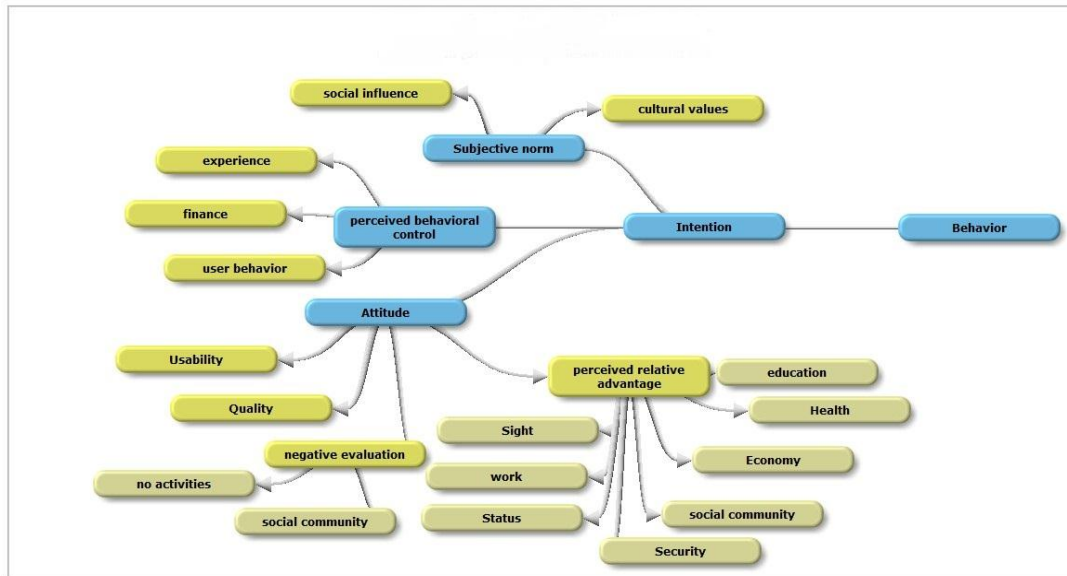 social influence
cultural values
Subjective norm
experience
finance
perceived behavioral
control
Intention
Behavior
user behavior
Attitude
Usability
perceived relative
advantage
education
Quality
Health
Sight
negative evaluation
Economy
work
no activities
Status
social community
social community
Security